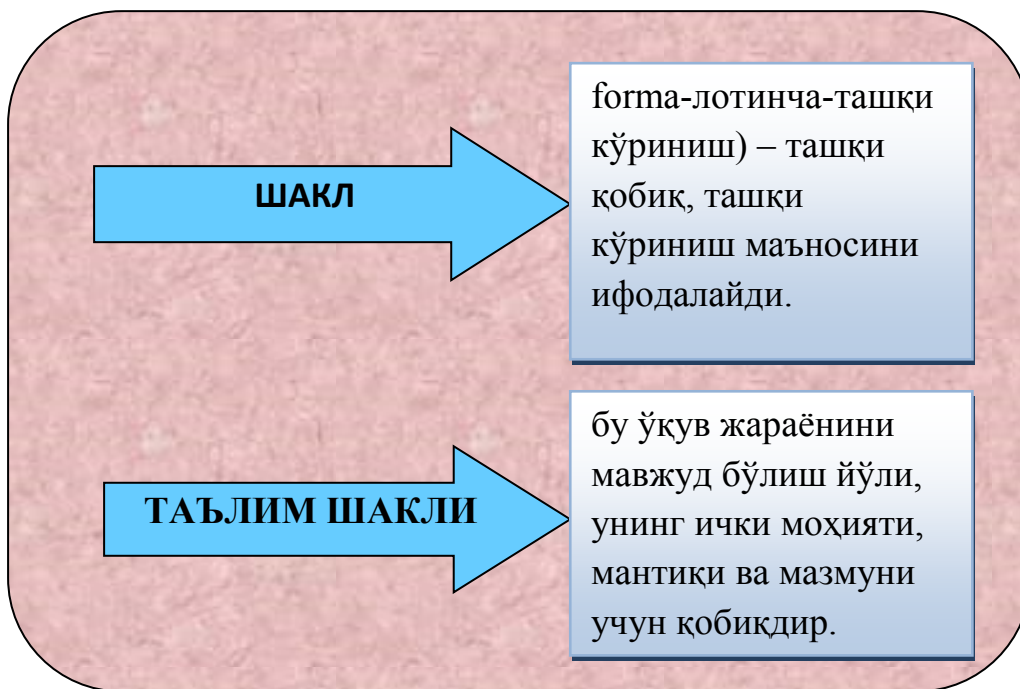 ШАКЛ
forma-лотинча-ташқи
кўриниш) – ташқи
қобиқ, ташқи
кўриниш маъносини
ифодалайди.
ТАЪЛИМ ШАКЛИ
бу ўқув жараёнини
мавжуд бўлиш йўли,
унинг ички моҳияти,
мантиқи ва мазмуни
учун қобиқдир.